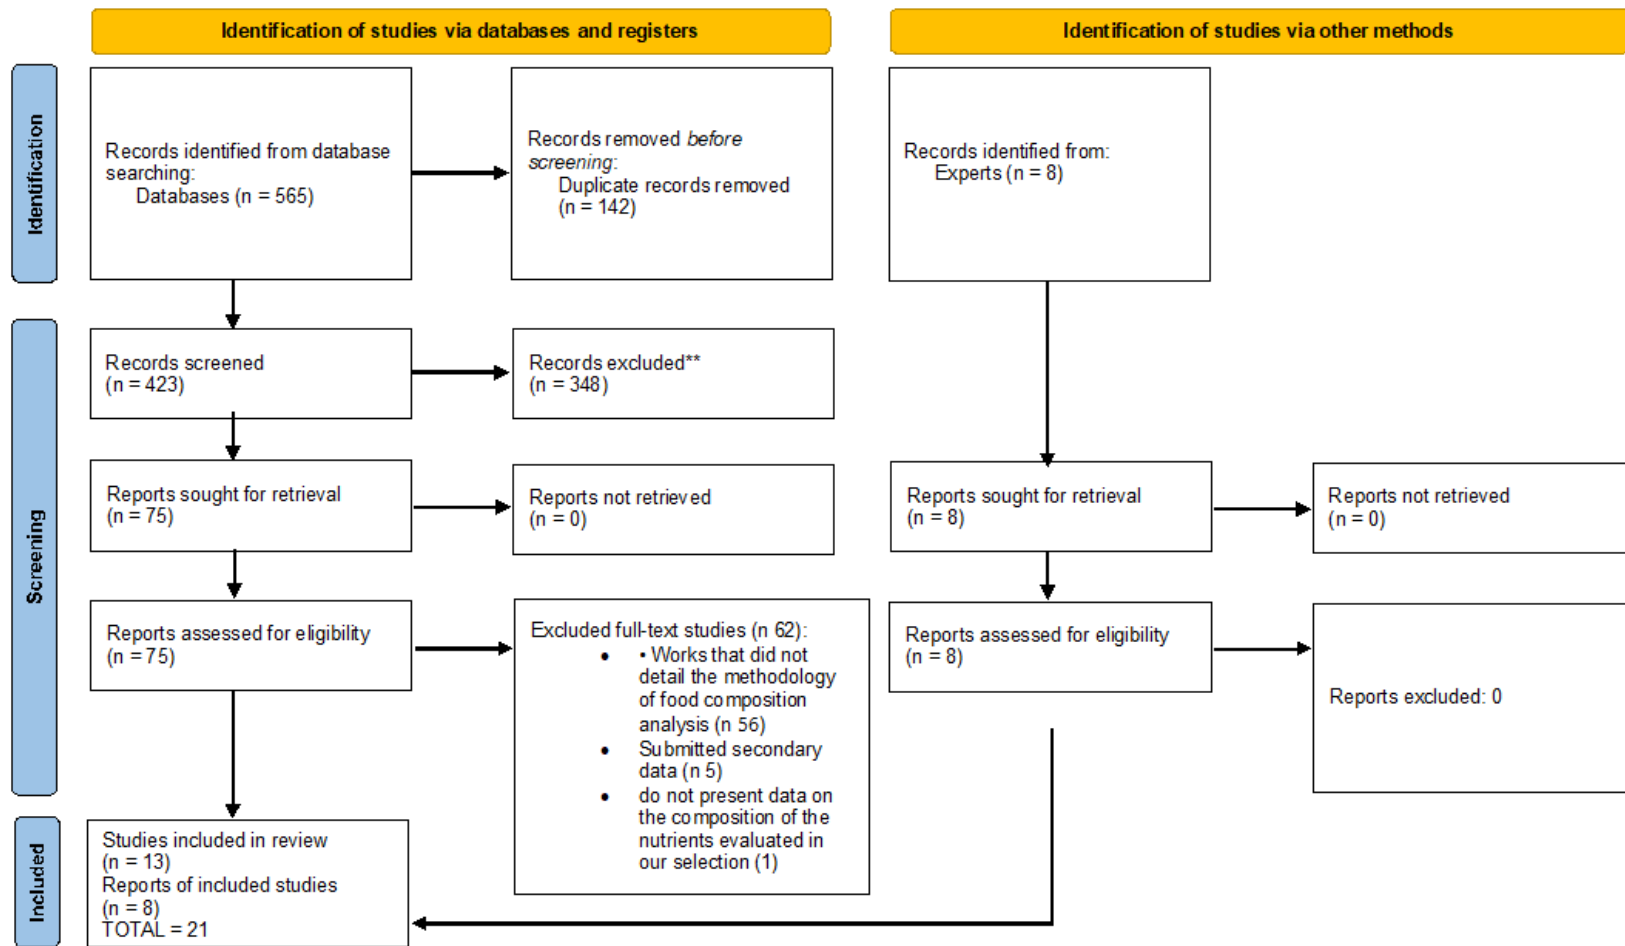 Identification of studies via databases and registers
Identification of studies via other methods
Identification
Records identified from database
searching:
Databases (n = 565)
Records removed before
screening:
Duplicate records removed
(n = 142)
Records identified from:
Experts (n = 8)
Screening
Records screened
(n = 423)
Records excluded**
(n = 348)
Reports sought for retrieval
(n = 75)
Reports not retrieved
(n = 0)
Reports sought for retrieval
(n = 8)
Reports not retrieved
(n = 0)
Reports assessed for eligibility
(n = 75)
Excluded full-text studies (n 62):
• • Works that did not
detail the methodology
of food composition
analysis (n 56)
• Submitted secondary
data (n 5)
• do not present data on
the composition of the
nutrients evaluated in
our selection (1)
Reports assessed for eligibility
(n = 8)
Reports excluded: 0
Included
Studies included in review
(n = 13)
Reports of included studies
(n = 8)
TOTAL = 21